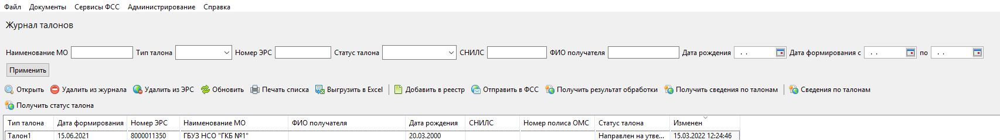 Файл Документы Сервисы ФСС Администрирование Справка
Журнал талонов
Наименование МО Тип талона Номер ЭРС Статус талона СНИЛС ФИО получателя Дата рождения . . Дата формирования с . . по . .
Применить
Открыть Удалить из журнала Удалить из ЭРС Обновить Печать списка Выгрузить в Excel Добавить в реестр Отправить в ФСС Получить результат обработки Получить сведения по талонам Сведения по талонам
Получить статус талона
Тип талона Дата формирования Номер ЭРС Наименование МО ФИО получателя Дата рождения СНИЛС Номер полиса ОМС Статус талона Изменен
Талон1 15.06.2021 8000011350 ГБУЗ НСО "ГКБ №1" 20.03.2000 Направлен на утве... 15.03.2022 12:24:46